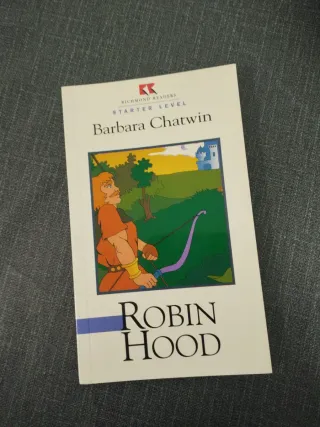 RICHMOND READERS
STARTER LEVEL
Barbara Chatwin
ROBIN
HOOD